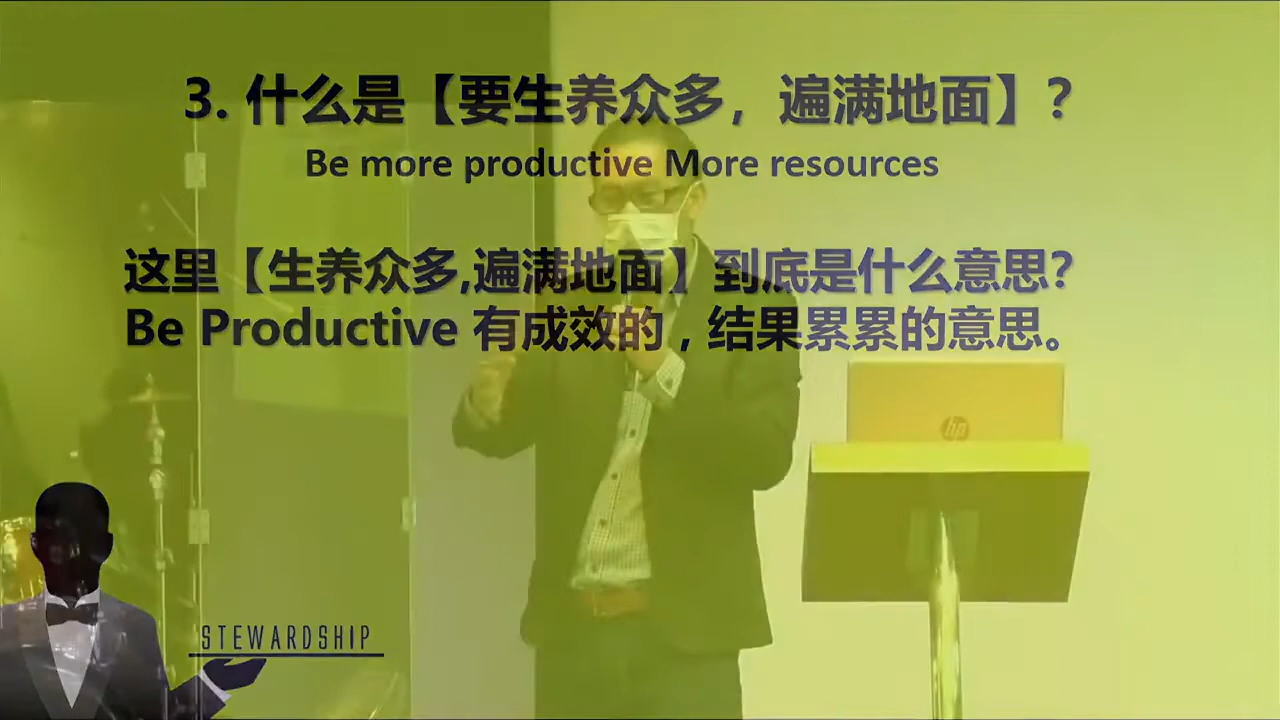 3. 什么是【要生养众多，遍满地面】？
Be more productive More resources
这里【生养众多,遍满地面】到底是什么意思?
Be Productive 有成效的 , 结果累累的意思。
hp
STEWARDSHIP